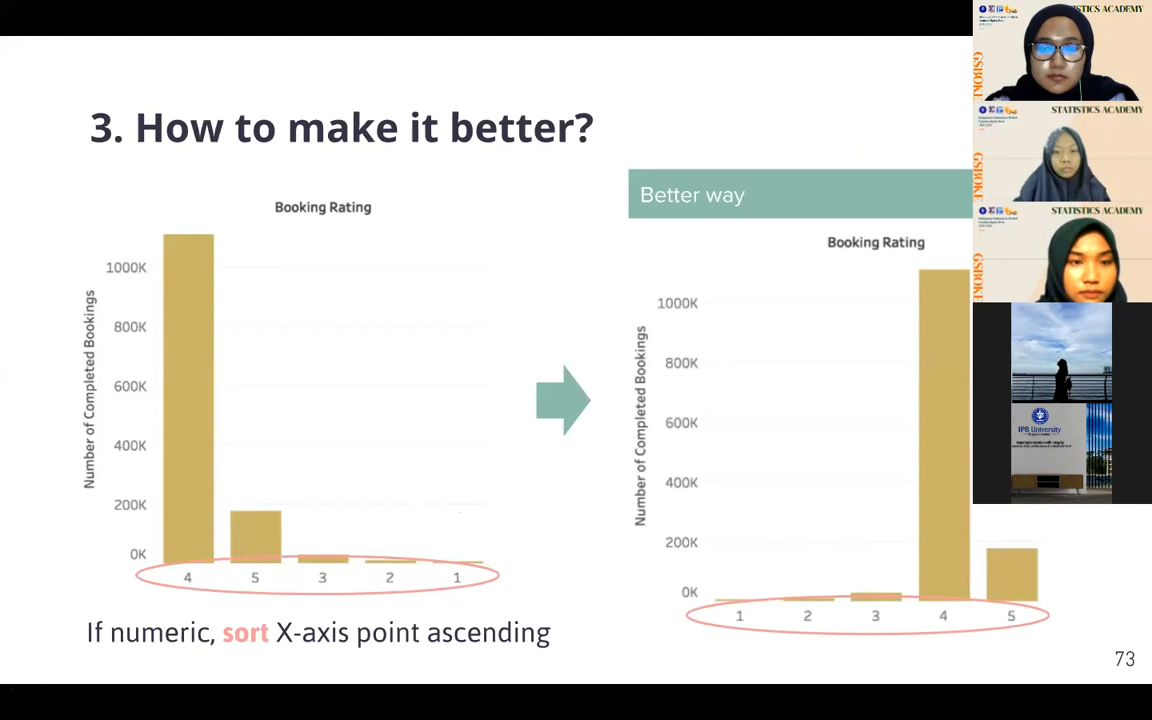 3. How to make it better?
Booking Rating
Number of Completed Bookings
1000K
800K
600K
400K
200K
0K
4 5 3 2 1
If numeric, sort X-axis point ascending
Better way
Booking Rating
Number of Completed Bookings
1000K
800K
600K
400K
200K
0K
1 2 3 4 5
73
STATISTICS ACADEMY
GSBOKE
STATISTICS ACADEMY
GSBOKE
STATISTICS ACADEMY
GSBOKE
IPB University